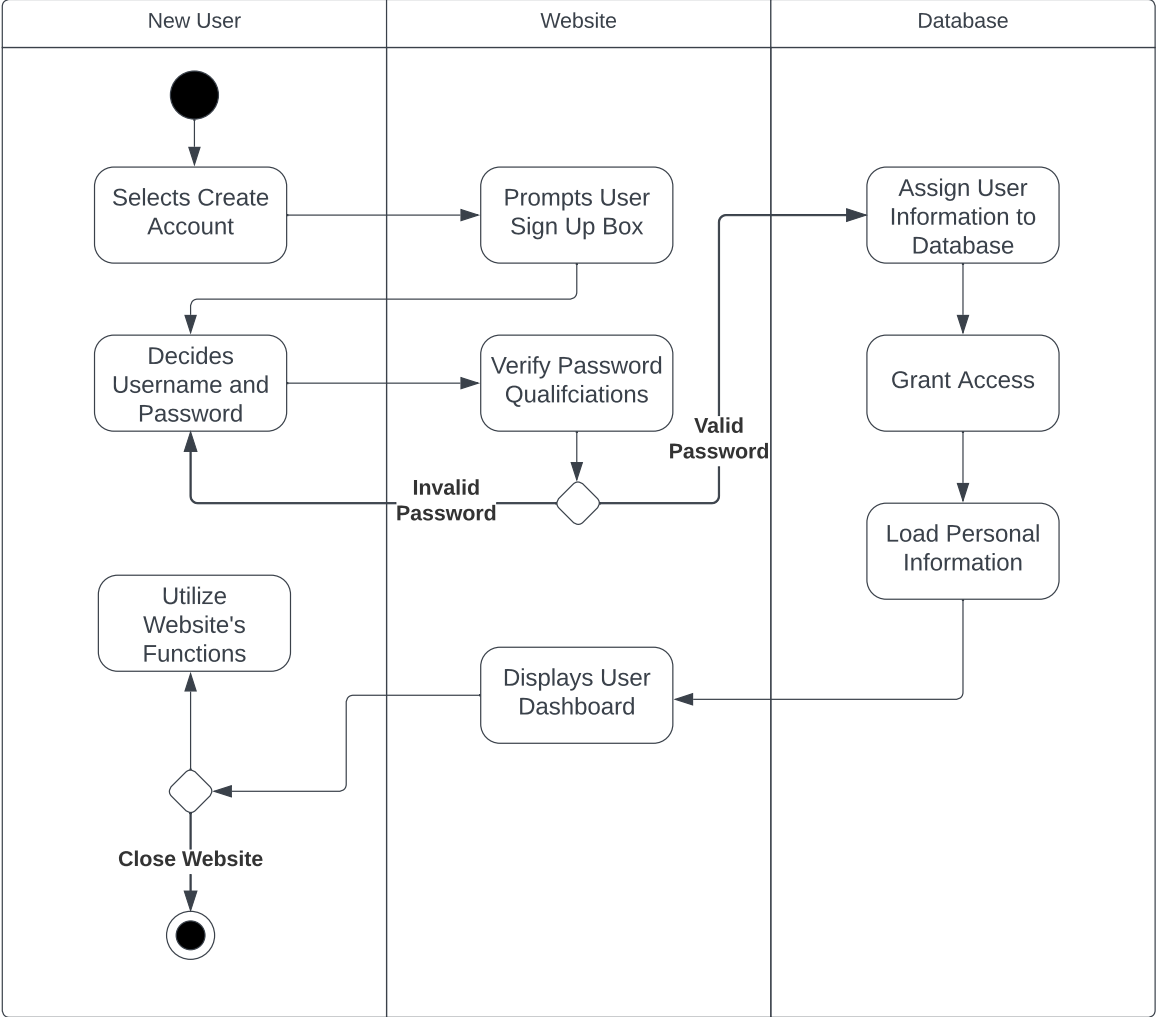 New User
Website
Database
Selects Create
Account
Prompts User
Sign Up Box
Assign User
Information to
Database
Decides
Username and
Password
Verify Password
Qualifciations
Grant Access
Valid
Password
Invalid
Password
Load Personal
Information
Utilize
Website's
Functions
Displays User
Dashboard
Close Website